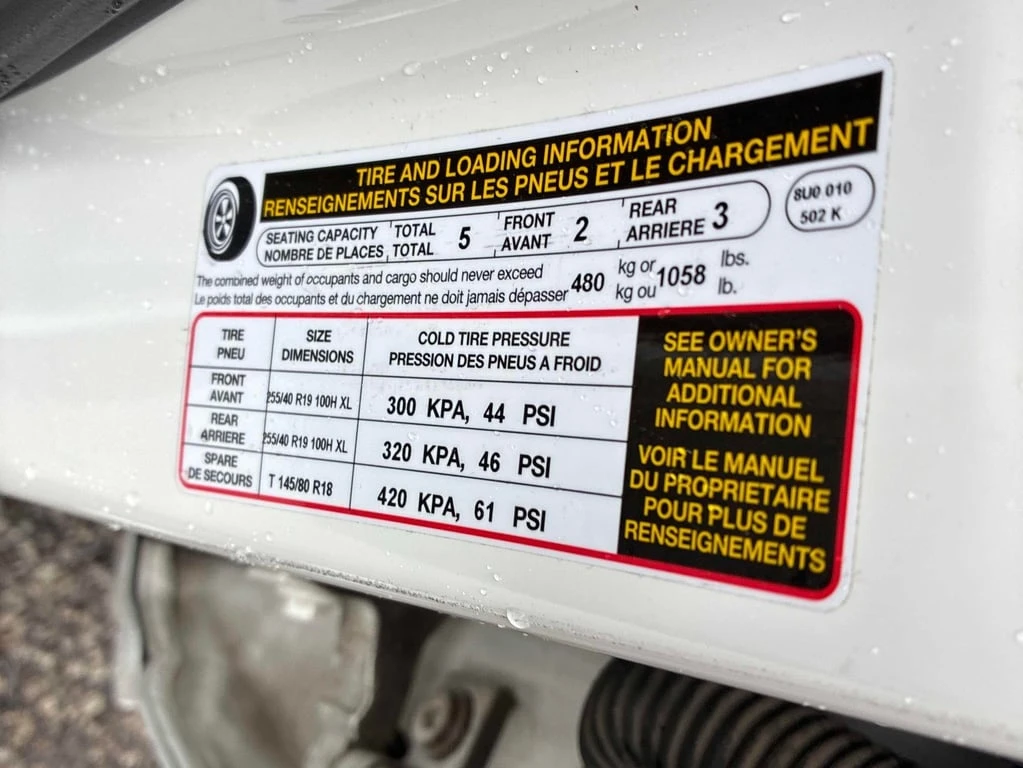 TIRE AND LOADING INFORMATION
RENSEIGNEMENTS SUR LES PNEUS ET LE CHARGEMENT
SEATING CAPACITY TOTAL 5 FRONT 2 REAR 3
NOMBRE DE PLACES TOTAL AVANT ARRIERE
8U0 010
502 K
The combined weight of occupants and cargo should never exceed 480 kg or 1058 lbs.
Le poids total des occupants et du chargement ne doit jamais dépasser kg ou lb.
TIRE SIZE COLD TIRE PRESSURE
PNEU DIMENSIONS PRESSION DES PNEUS A FROID
FRONT
AVANT 255/40 R19 100H XL 300 KPA, 44 PSI
REAR
ARRIERE 255/40 R19 100H XL 320 KPA, 46 PSI
SPARE
DE SECOURS T 145/80 R18 420 KPA, 61 PSI
SEE OWNER'S
MANUAL FOR
ADDITIONAL
INFORMATION
VOIR LE MANUEL
DU PROPRIETAIRE
POUR PLUS DE
RENSEIGNEMENTS